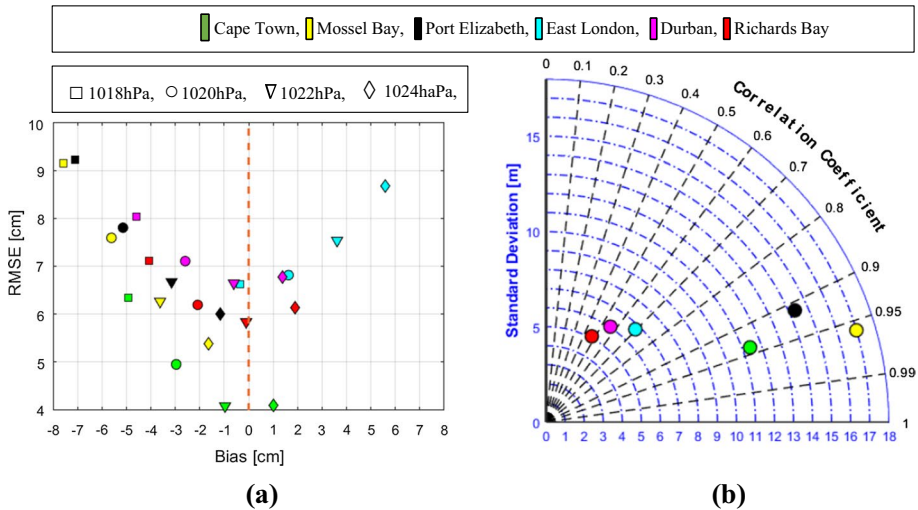 Cape Town, Mossel Bay, Port Elizabeth, East London, Durban, Richards Bay
1018hPa, 1020hPa, 1022hPa, 1024haPa,
10
9
8
7
6
5
4
RMSE [cm]
-8 -7 -6 -5 -4 -3 -2 -1 0 1 2 3 4 5 6 7 8
Bias [cm]
(a)
0 0.1 0.2 0.3 0.4 0.5 0.6 0.7 0.8 0.9 0.95 0.99 1
Correlation Coefficient
15
10
5
0
Standard Deviation [m]
0 1 2 3 4 5 6 7 8 9 10 11 12 13 14 15 16 17 18
(b)